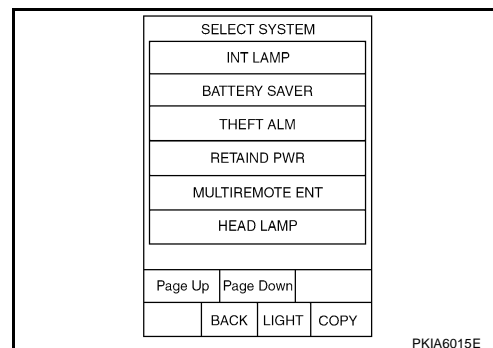 SELECT SYSTEM
INT LAMP
BATTERY SAVER
THEFT ALM
RETAIND PWR
MULTIREMOTE ENT
HEAD LAMP
Page Up Page Down
BACK LIGHT COPY
PKIA6015E